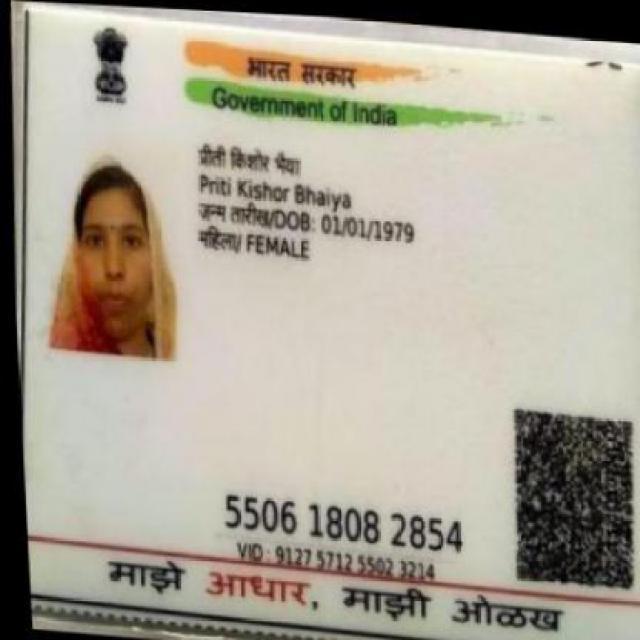 भारत सरकार
Government of India
प्रीती किशोर भैया
Priti Kishor Bhaiya
जन्म तारीख/DOB: 01/01/1979
महिला/ FEMALE
5506 1808 2854
VID : 9127 5712 5502 3214
माझे आधार, माझी ओळख